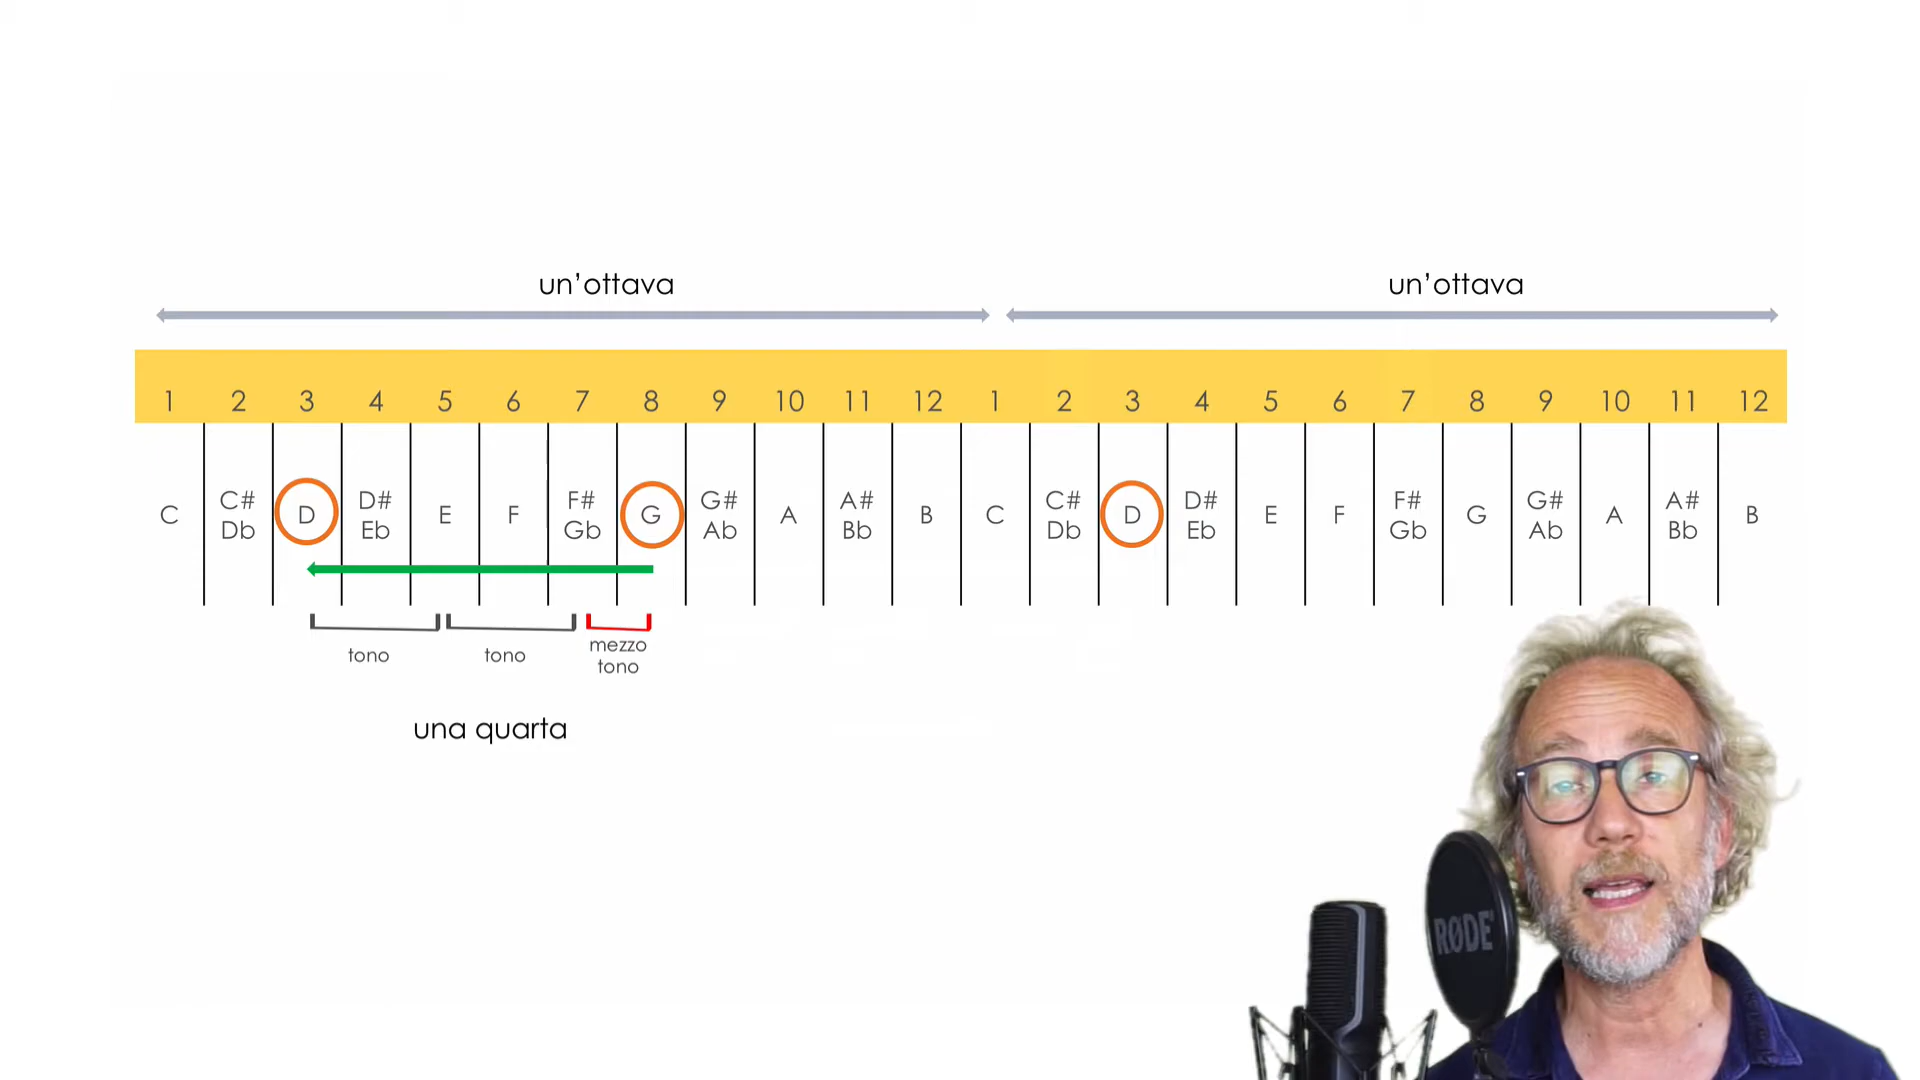 un’ottava un’ottava
1 2 3 4 5 6 7 8 9 10 11 12 1 2 3 4 5 6 7 8 9 10 11 12
C C# D D# E F F# G G# A A# B C C# D D# E F F# G G# A A# B
Db Eb Gb Ab Bb Db Eb Gb Ab Bb
tono tono mezzo
tono
una quarta
RØDE